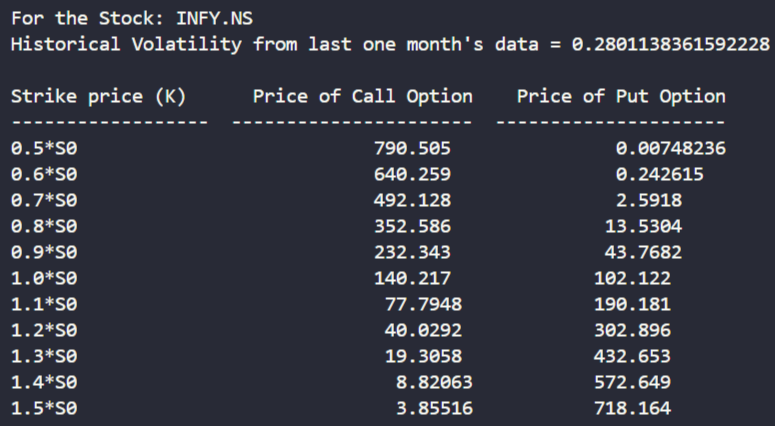 For the Stock: INFY.NS
Historical Volatility from last one month's data = 0.2801138361592228
Strike price (K) Price of Call Option Price of Put Option
------------------ ---------------------- ---------------------
0.5*S0 790.505 0.00748236
0.6*S0 640.259 0.242615
0.7*S0 492.128 2.5918
0.8*S0 352.586 13.5304
0.9*S0 232.343 43.7682
1.0*S0 140.217 102.122
1.1*S0 77.7948 190.181
1.2*S0 40.0292 302.896
1.3*S0 19.3058 432.653
1.4*S0 8.82063 572.649
1.5*S0 3.85516 718.164